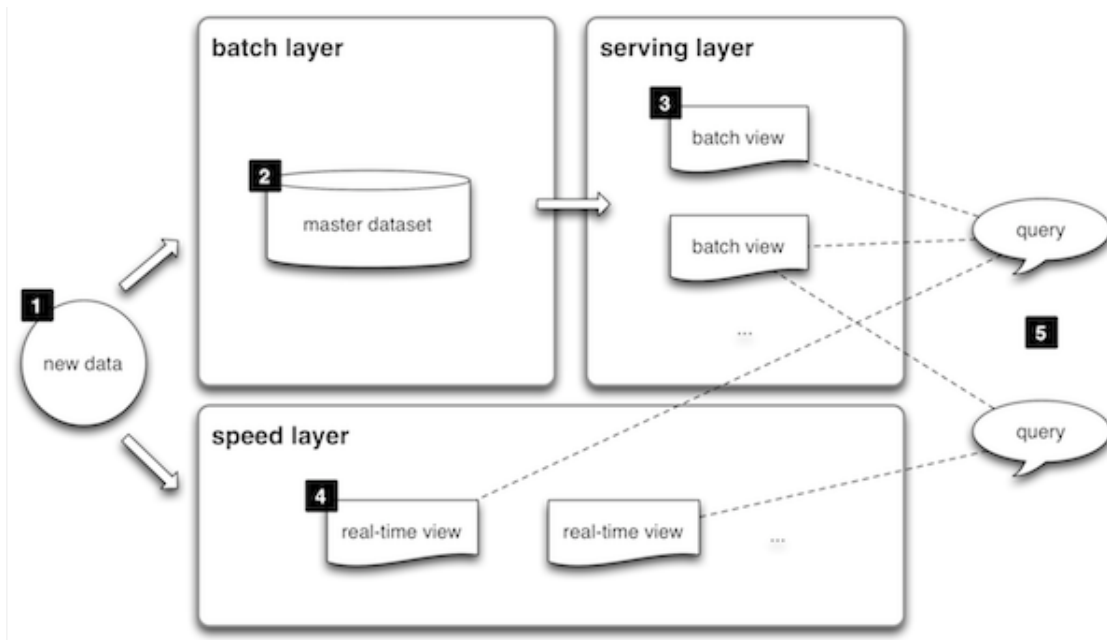 batch layer
serving layer
3
batch view
2
master dataset
batch view
query
1
new data
...
5
speed layer
query
4
real-time view
real-time view
...